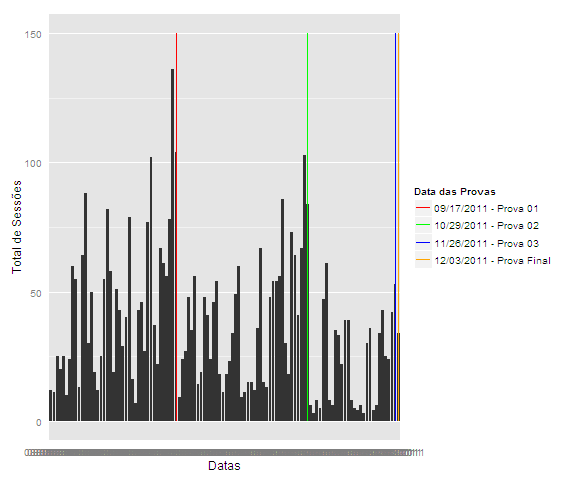 150
100
50
0
Total de Sessões
Datas
Data das Provas
09/17/2011 - Prova 01
10/29/2011 - Prova 02
11/26/2011 - Prova 03
12/03/2011 - Prova Final